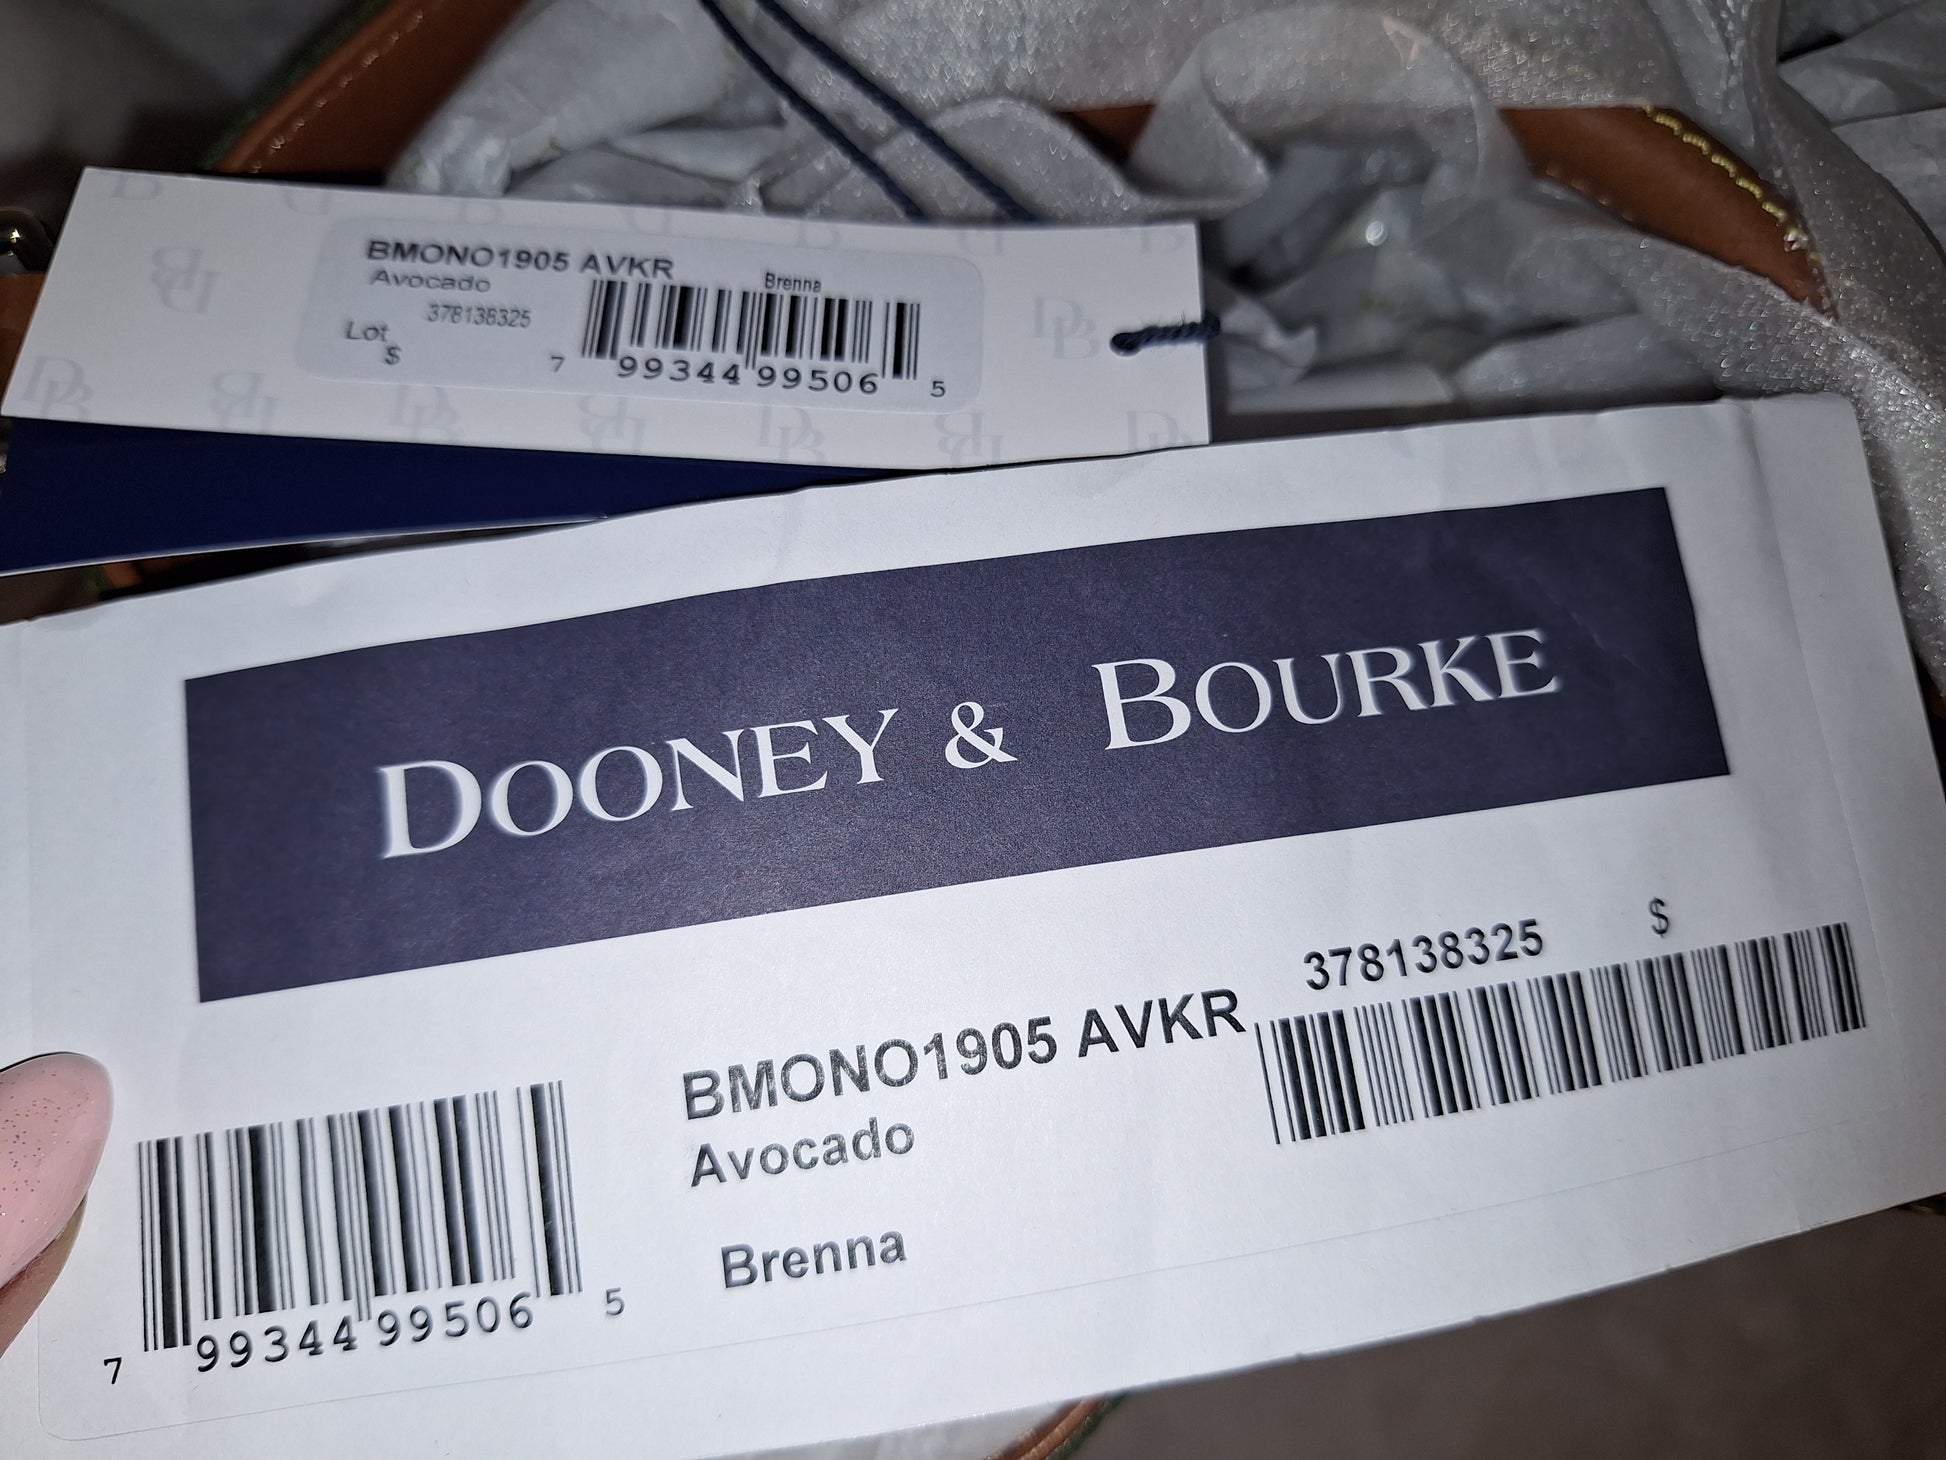 BMONO1905 AVKR
Avocado
Brenna
378138325
Lot
$
7 99344 99506 5
DOONEY & BOURKE
378138325 $
BMONO1905 AVKR
Avocado
Brenna
7 99344 99506 5